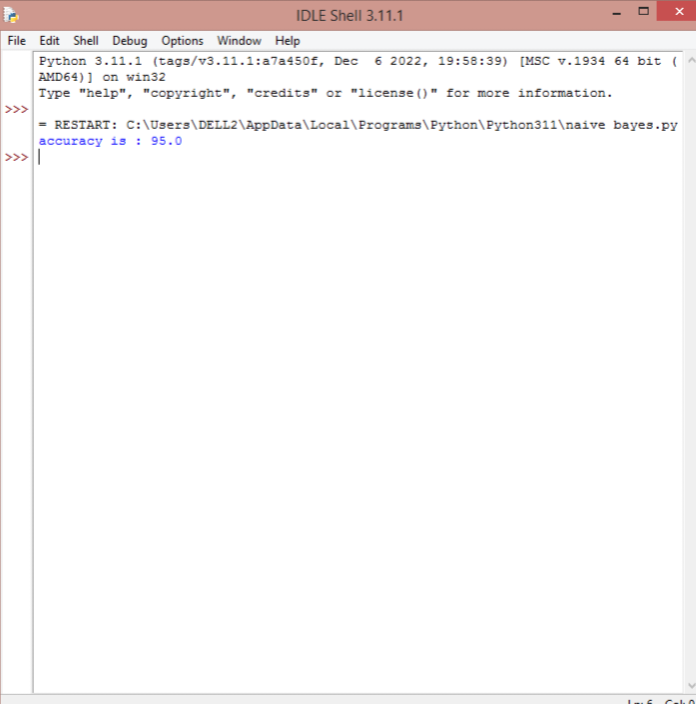 IDLE Shell 3.11.1
File Edit Shell Debug Options Window Help
Python 3.11.1 (tags/v3.11.1:a7a450f, Dec  6 2022, 19:58:39) [MSC v.1934 64 bit (
AMD64)] on win32
Type "help", "copyright", "credits" or "license()" for more information.
>>>
= RESTART: C:\Users\DELL2\AppData\Local\Programs\Python\Python311\naive bayes.py
accuracy is : 95.0
>>>